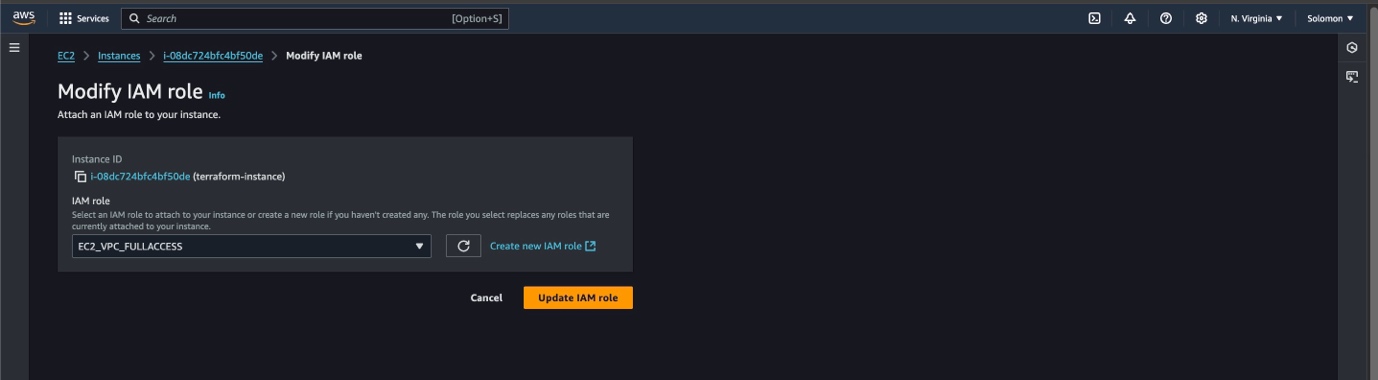 aws
Services
Search
[Option+S]
N. Virginia
Solomon
EC2
Instances
i-08dc724bfc4bf50de
Modify IAM role
Modify IAM role Info
Attach an IAM role to your instance.
Instance ID
i-08dc724bfc4bf50de (terraform-instance)
IAM role
Select an IAM role to attach to your instance or create a new role if you haven't created any. The role you select replaces any roles that are
currently attached to your instance.
EC2_VPC_FULLACCESS
Create new IAM role
Cancel
Update IAM role